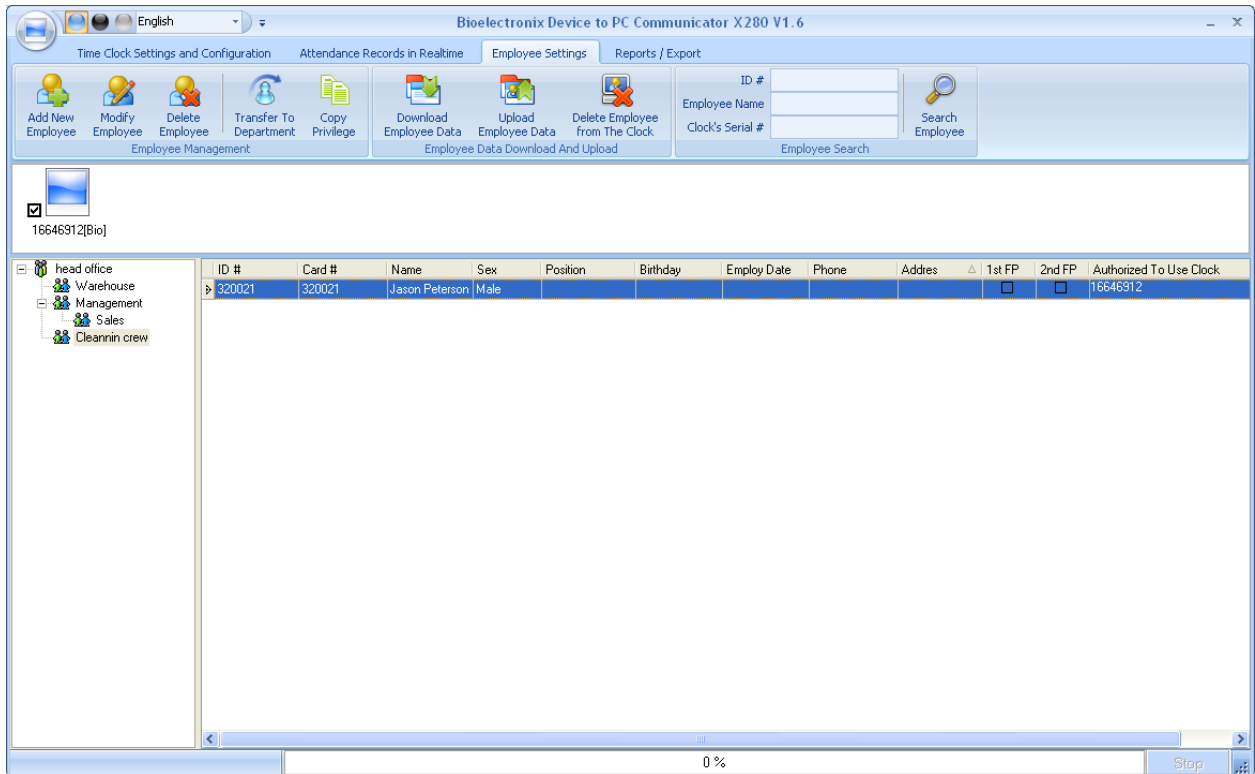 English
Bioelectronix Device to PC Communicator X280 V1.6
Time Clock Settings and Configuration Attendance Records in Realtime Employee Settings Reports / Export
Add New Employee
Modify Employee
Delete Employee
Transfer To Department
Copy Privilege
Employee Management
Download Employee Data
Upload Employee Data
Delete Employee from The Clock
Employee Data Download And Upload
ID #
Employee Name
Clock's Serial #
Search Employee
Employee Search
16646912[Bio]
head office
Warehouse
Management
Sales
Cleannin crew
ID # Card # Name Sex Position Birthday Employ Date Phone Addres 1st FP 2nd FP Authorized To Use Clock
320021 320021 Jason Peterson Male 16646912
0 %
Stop